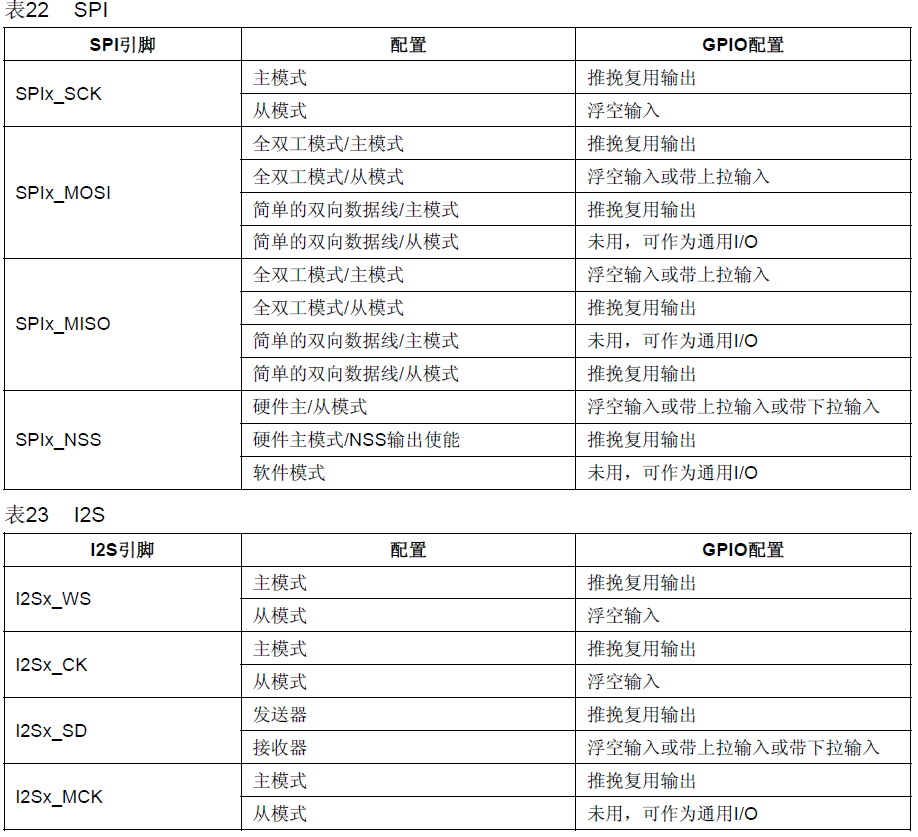 表22 SPI
SPI引脚 配置 GPIO配置
SPIx_SCK 主模式 推挽复用输出
从模式 浮空输入
SPIx_MOSI 全双工模式/主模式 推挽复用输出
全双工模式/从模式 浮空输入或带上拉输入
简单的双向数据线/主模式 推挽复用输出
简单的双向数据线/从模式 未用，可作为通用I/O
SPIx_MISO 全双工模式/主模式 浮空输入或带上拉输入
全双工模式/从模式 推挽复用输出
简单的双向数据线/主模式 未用，可作为通用I/O
简单的双向数据线/从模式 推挽复用输出
SPIx_NSS 硬件主/从模式 浮空输入或带上拉输入或带下拉输入
硬件主模式/NSS输出使能 推挽复用输出
软件模式 未用，可作为通用I/O
表23 I2S
I2S引脚 配置 GPIO配置
I2Sx_WS 主模式 推挽复用输出
从模式 浮空输入
I2Sx_CK 主模式 推挽复用输出
从模式 浮空输入
I2Sx_SD 发送器 推挽复用输出
接收器 浮空输入或带上拉输入或带下拉输入
I2Sx_MCK 主模式 推挽复用输出
从模式 未用，可作为通用I/O